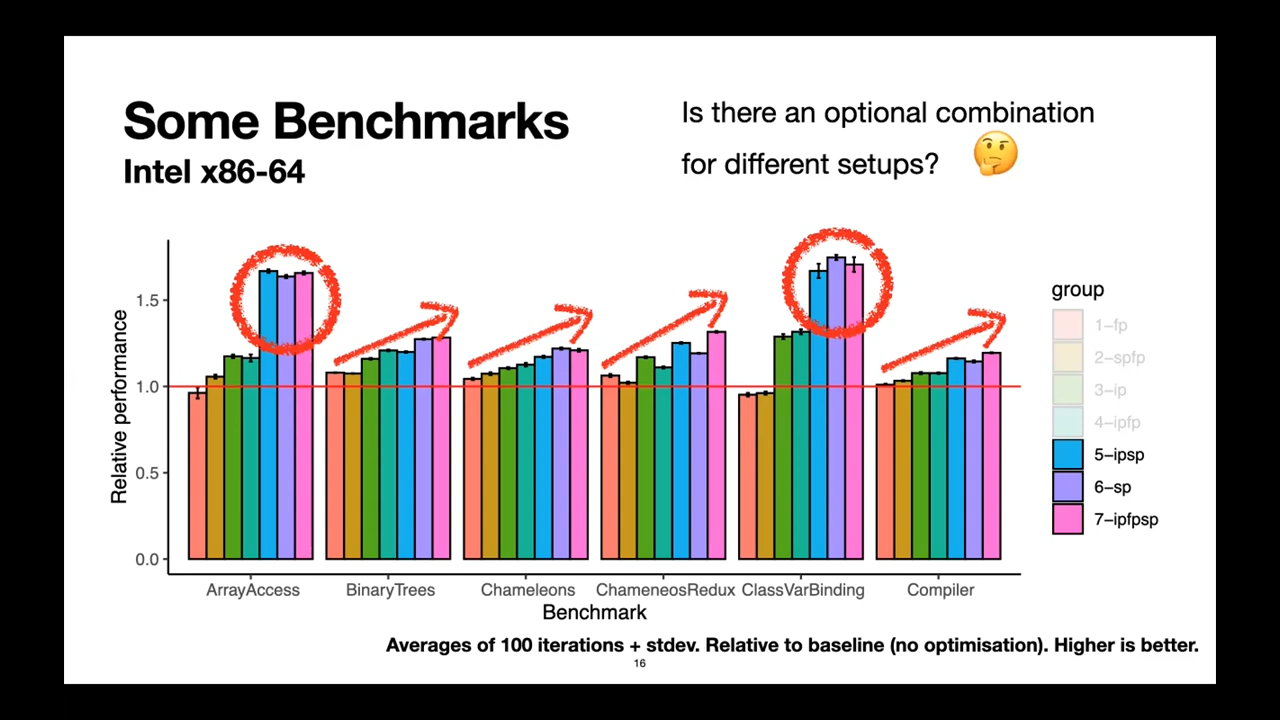 Some Benchmarks
Intel x86-64
Is there an optional combination
for different setups?
Relative performance
1.5
1.0
0.5
0.0
ArrayAccess BinaryTrees Chameleons ChameneosRedux ClassVarBinding Compiler
Benchmark
group
1–fp
2–spfp
3–ip
4–ipfp
5–ipsp
6–sp
7–ipfpsp
Averages of 100 iterations + stdev. Relative to baseline (no optimisation). Higher is better.
16